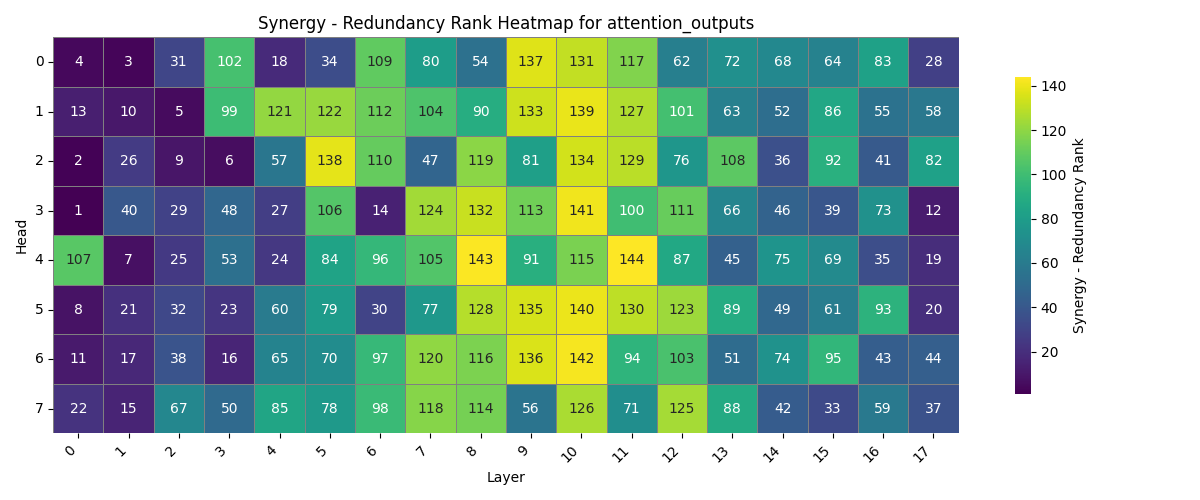 Synergy - Redundancy Rank Heatmap for attention_outputs
0 4 3 31 102 18 34 109 80 54 137 131 117 62 72 68 64 83 28
1 13 10 5 99 121 122 112 104 90 133 139 127 101 63 52 86 55 58
2 2 26 9 6 57 138 110 47 119 81 134 129 76 108 36 92 41 82
3 1 40 29 48 27 106 14 124 132 113 141 100 111 66 46 39 73 12
4 107 7 25 53 24 84 96 105 143 91 115 144 87 45 75 69 35 19
5 8 21 32 23 60 79 30 77 128 135 140 130 123 89 49 61 93 20
6 11 17 38 16 65 70 97 120 116 136 142 94 103 51 74 95 43 44
7 22 15 67 50 85 78 98 118 114 56 126 71 125 88 42 33 59 37
0 1 2 3 4 5 6 7 8 9 10 11 12 13 14 15 16 17
Layer
Head
140
120
100
80
60
40
20
Synergy - Redundancy Rank